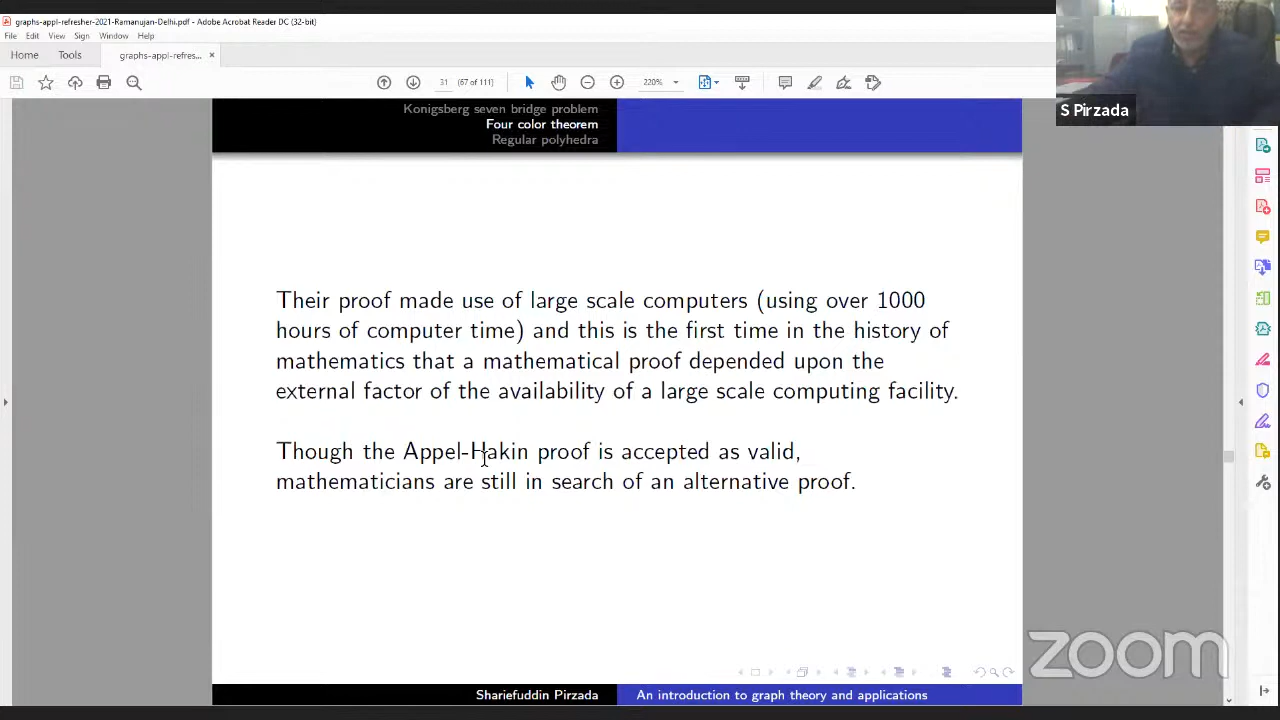 graphs-appl-refresher-2021-Ramanujan-Delhi.pdf - Adobe Acrobat Reader DC (32-bit)
File Edit View Sign Window Help
Home Tools graphs-appl-refres... ×
31 (67 of 111) 220%
S Pirzada
Konigsberg seven bridge problem
Four color theorem
Regular polyhedra
Their proof made use of large scale computers (using over 1000
hours of computer time) and this is the first time in the history of
mathematics that a mathematical proof depended upon the
external factor of the availability of a large scale computing facility.
Though the Appel-Hakin proof is accepted as valid,
mathematicians are still in search of an alternative proof.
zoom
Shariefuddin Pirzada An introduction to graph theory and applications